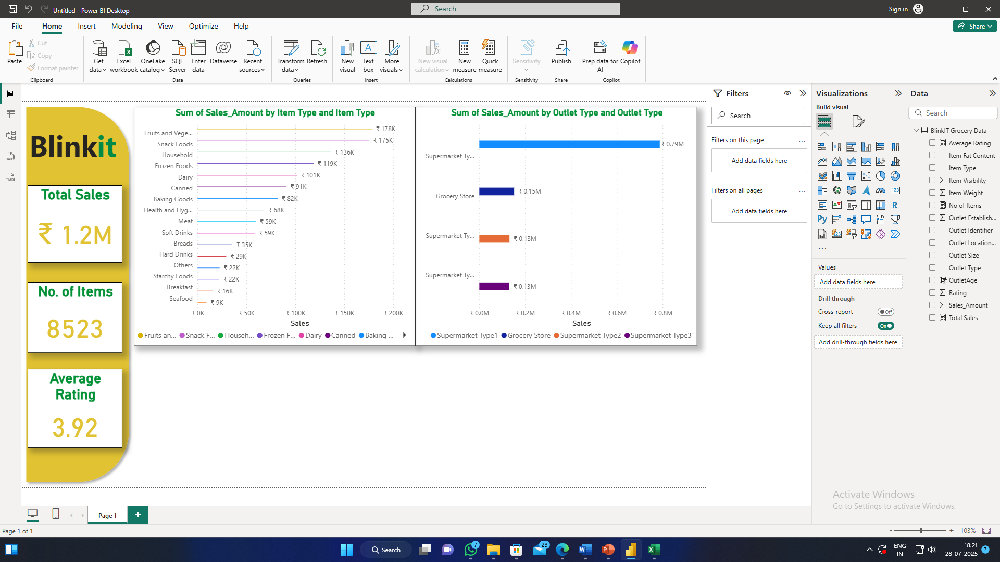 Untitled - Power BI Desktop
Search
Sign in
File
Home
Insert
Modeling
View
Optimize
Help
Share
Paste
Cut
Copy
Format painter
Clipboard
Get data
Excel workbook
OneLake catalog
SQL Server
Enter data
Dataverse
Recent sources
Data
Transform data
Refresh
Queries
New visual
Text box
More visuals
Insert
New visual calculation
New measure
Quick measure
Calculations
Sensitivity
Sensitivity
Publish
Share
Prep data for AI
Copilot
Copilot
DAX
TMDL
Blinkit
Total Sales
₹ 1.2M
No. of Items
8523
Average
Rating
3.92
Sum of Sales_Amount by Item Type and Item Type
Fruits and Vege... ₹ 178K
Snack Foods ₹ 175K
Household ₹ 136K
Frozen Foods ₹ 119K
Dairy ₹ 101K
Canned ₹ 91K
Baking Goods ₹ 82K
Health and Hyg... ₹ 68K
Meat ₹ 59K
Soft Drinks ₹ 59K
Breads ₹ 35K
Hard Drinks ₹ 29K
Others ₹ 22K
Starchy Foods ₹ 22K
Breakfast ₹ 16K
Seafood ₹ 9K
₹ 0K ₹ 50K ₹ 100K ₹ 150K ₹ 200K
Sales
Fruits an... Snack F... Househ... Frozen F... Dairy Canned Baking ...
Sum of Sales_Amount by Outlet Type and Outlet Type
Supermarket Ty... ₹ 0.79M
Grocery Store ₹ 0.15M
Supermarket Ty... ₹ 0.13M
Supermarket Ty... ₹ 0.13M
₹ 0.0M ₹ 0.2M ₹ 0.4M ₹ 0.6M ₹ 0.8M
Sales
Supermarket Type1 Grocery Store Supermarket Type2 Supermarket Type3
Filters
Search
Filters on this page ...
Add data fields here
Filters on all pages ...
Add data fields here
Visualizations
Build visual
123
R
Py
...
Values
Add data fields here
Drill through
Cross-report Off
Keep all filters On
Add drill-through fields here
Data
Search
BlinkIT Grocery Data
Average Rating
Item Fat Content
Item Type
Item Visibility
Item Weight
No of Items
Outlet Establish...
Outlet Identifier
Outlet Location...
Outlet Size
Outlet Type
OutletAge
Rating
Sales_Amount
Total Sales
Activate Windows
Go to Settings to activate Windows.
Page 1
+
Page 1 of 1
- + 103%
Search
7
23
ENG
IN
18:21
28-07-2025
7